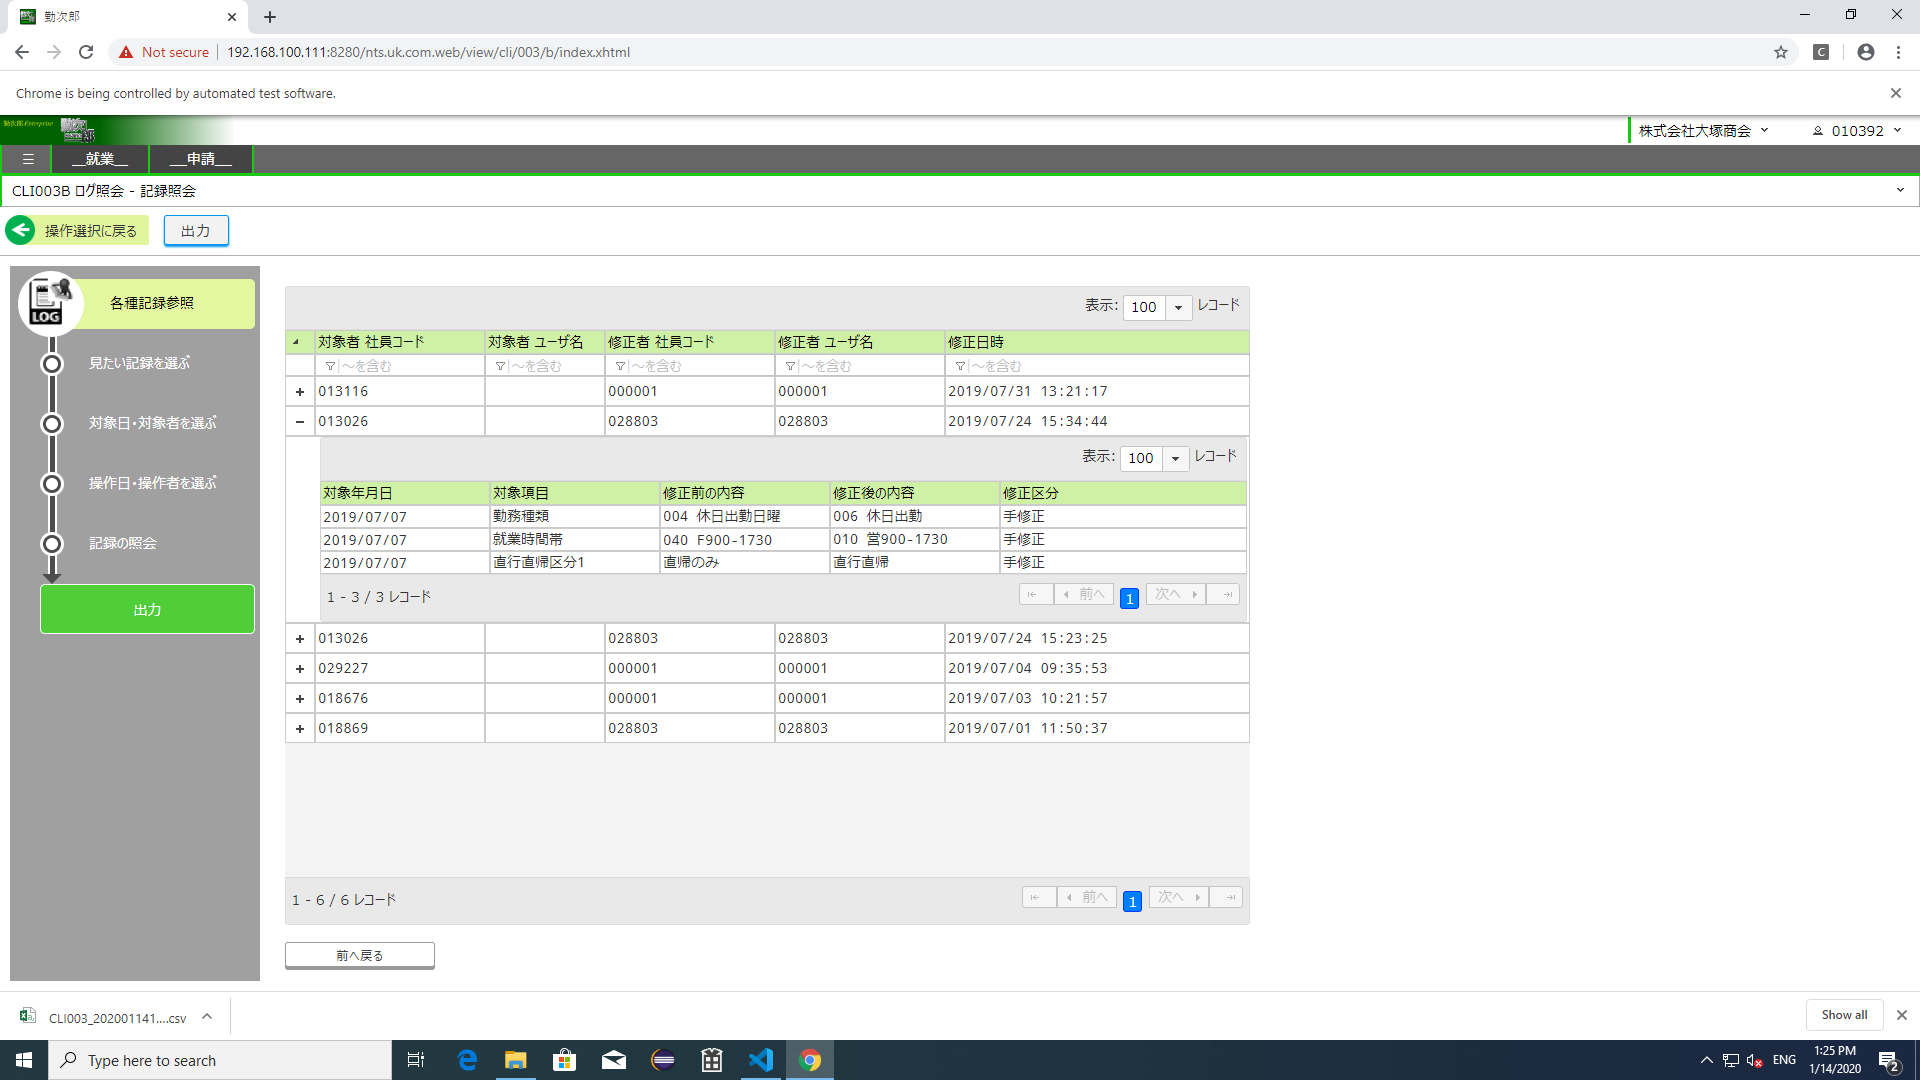 勤次郎
Not secure
192.168.100.111:8280/nts.uk.com.web/view/cli/003/b/index.xhtml
Chrome is being controlled by automated test software.
勤次郎 Enterprise
株式会社大塚商会 010392
__就業__ __申請__
CLI003B ログ照会 - 記録照会
操作選択に戻る 出力
LOG
各種記録参照
見たい記録を選ぶ
対象日・対象者を選ぶ
操作日・操作者を選ぶ
記録の照会
出力
表示: 100 レコード
対象者 社員コード 対象者 ユーザ名 修正者 社員コード 修正者 ユーザ名 修正日時
～を含む ～を含む ～を含む ～を含む ～を含む
+ 013116 000001 000001 2019/07/31 13:21:17
− 013026 028803 028803 2019/07/24 15:34:44
表示: 100 レコード
対象年月日 対象項目 修正前の内容 修正後の内容 修正区分
2019/07/07 勤務種類 004 休日出勤日曜 006 休日出勤 手修正
2019/07/07 就業時間帯 040 F900-1730 010 営900-1730 手修正
2019/07/07 直行直帰区分1 直帰のみ 直行直帰 手修正
1 - 3 / 3 レコード 前へ 1 次へ
+ 013026 028803 028803 2019/07/24 15:23:25
+ 029227 000001 000001 2019/07/04 09:35:53
+ 018676 000001 000001 2019/07/03 10:21:57
+ 018869 028803 028803 2019/07/01 11:50:37
1 - 6 / 6 レコード 前へ 1 次へ
前へ戻る
CLI003_202001141....csv
Show all
Type here to search
ENG
1:25 PM
1/14/2020
2